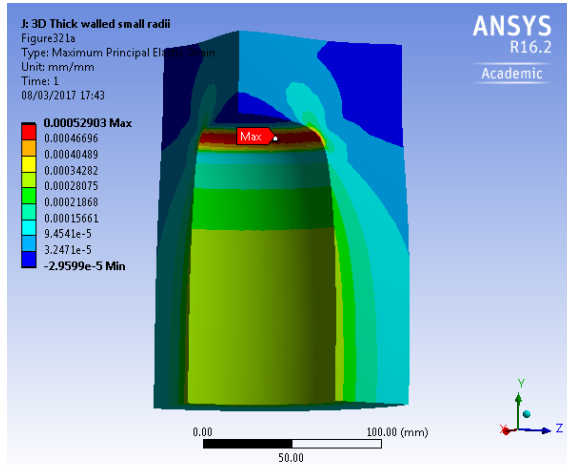 J: 3D Thick walled small radii
Figure321a
Type: Maximum Principal Elastic Strain
Unit: mm/mm
Time: 1
08/03/2017 17:43
0.00052903 Max
0.00046696
0.00040489
0.00034282
0.00028075
0.00021868
0.00015661
9.4541e-5
3.2471e-5
-2.9599e-5 Min
ANSYS
R16.2
Academic
Max
0.00
100.00 (mm)
50.00
Y
X
Z